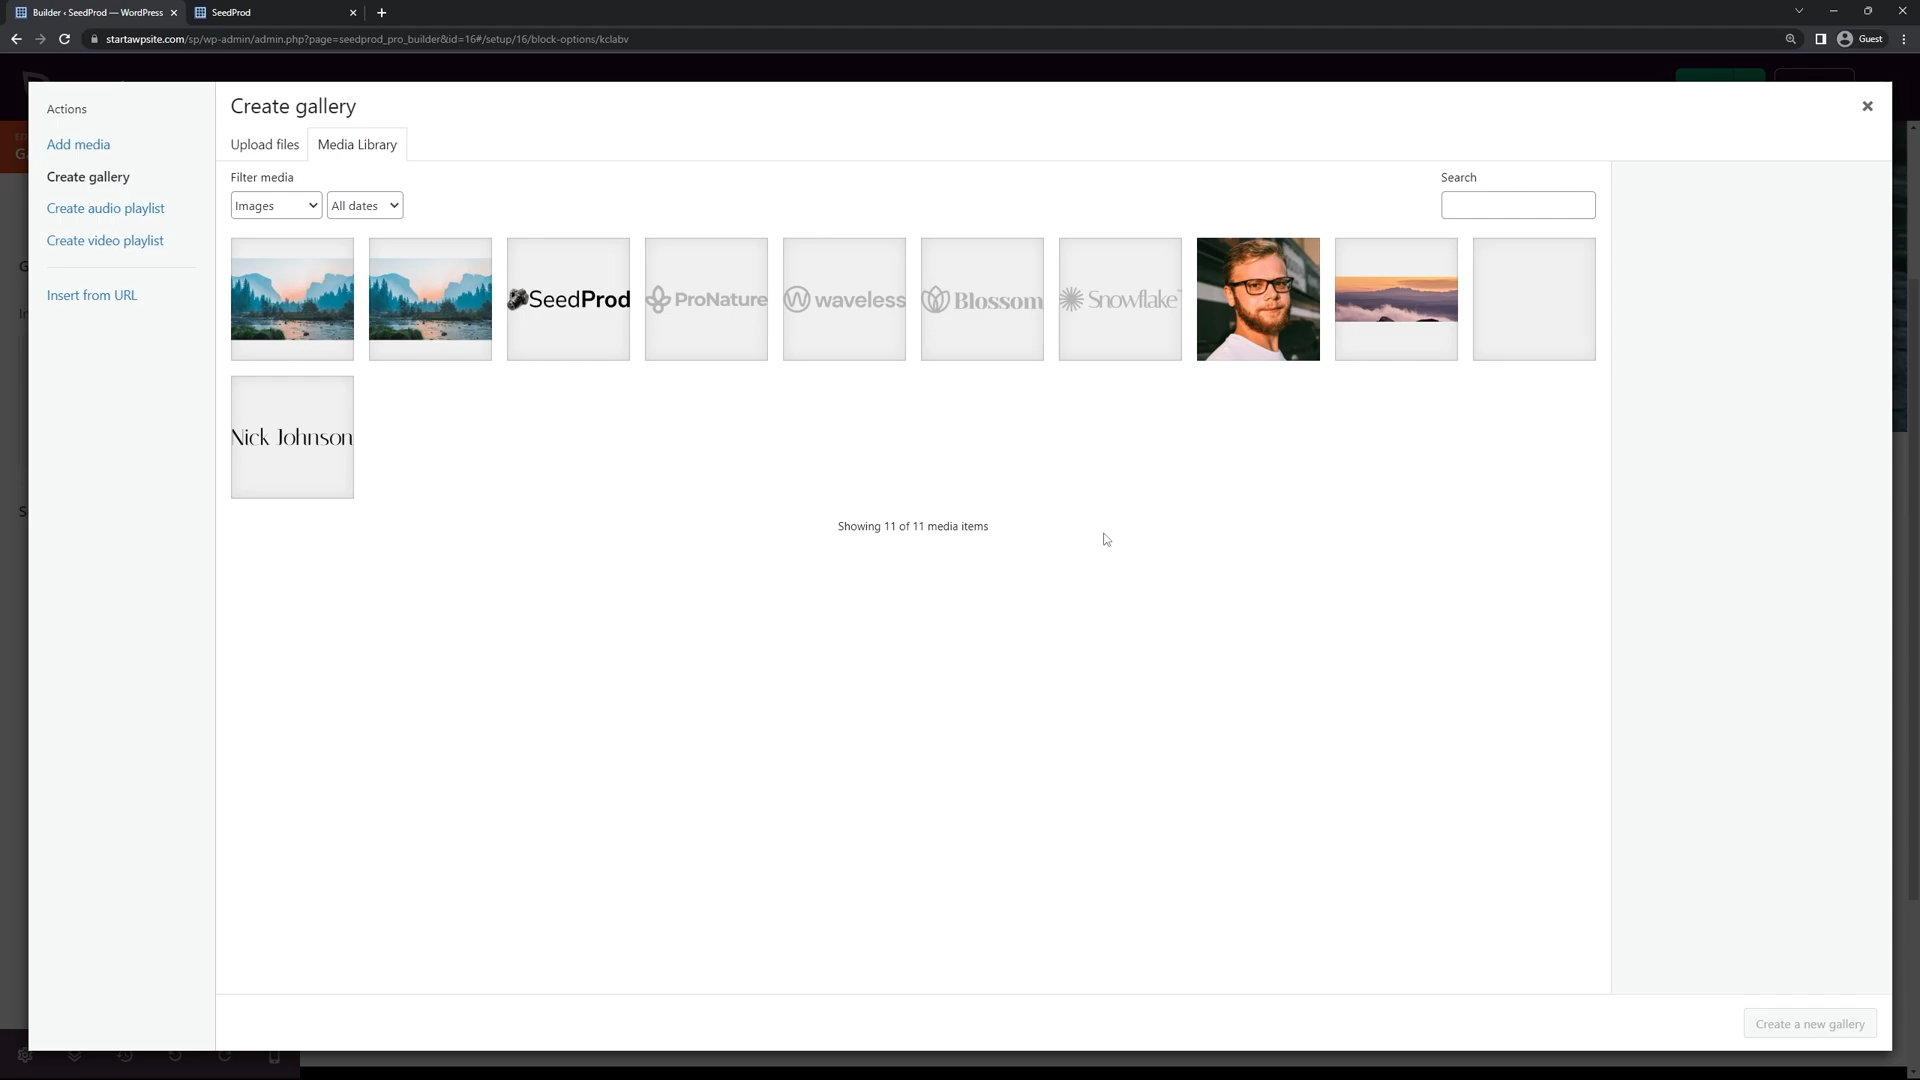 Builder ‹ SeedProd — WordPress
SeedProd
startawpsite.com/sp/wp-admin/admin.php?page=seedprod_pro_builder&id=16#/setup/16/block-options/kclabv
Guest
Actions
Create gallery
Add media
Upload files
Media Library
Create gallery
Filter media
Search
Create audio playlist
Images
All dates
Create video playlist
Insert from URL
SeedProd
ProNature
waveless
Blossom
Snowflake
Nick Johnson
Showing 11 of 11 media items
Create a new gallery